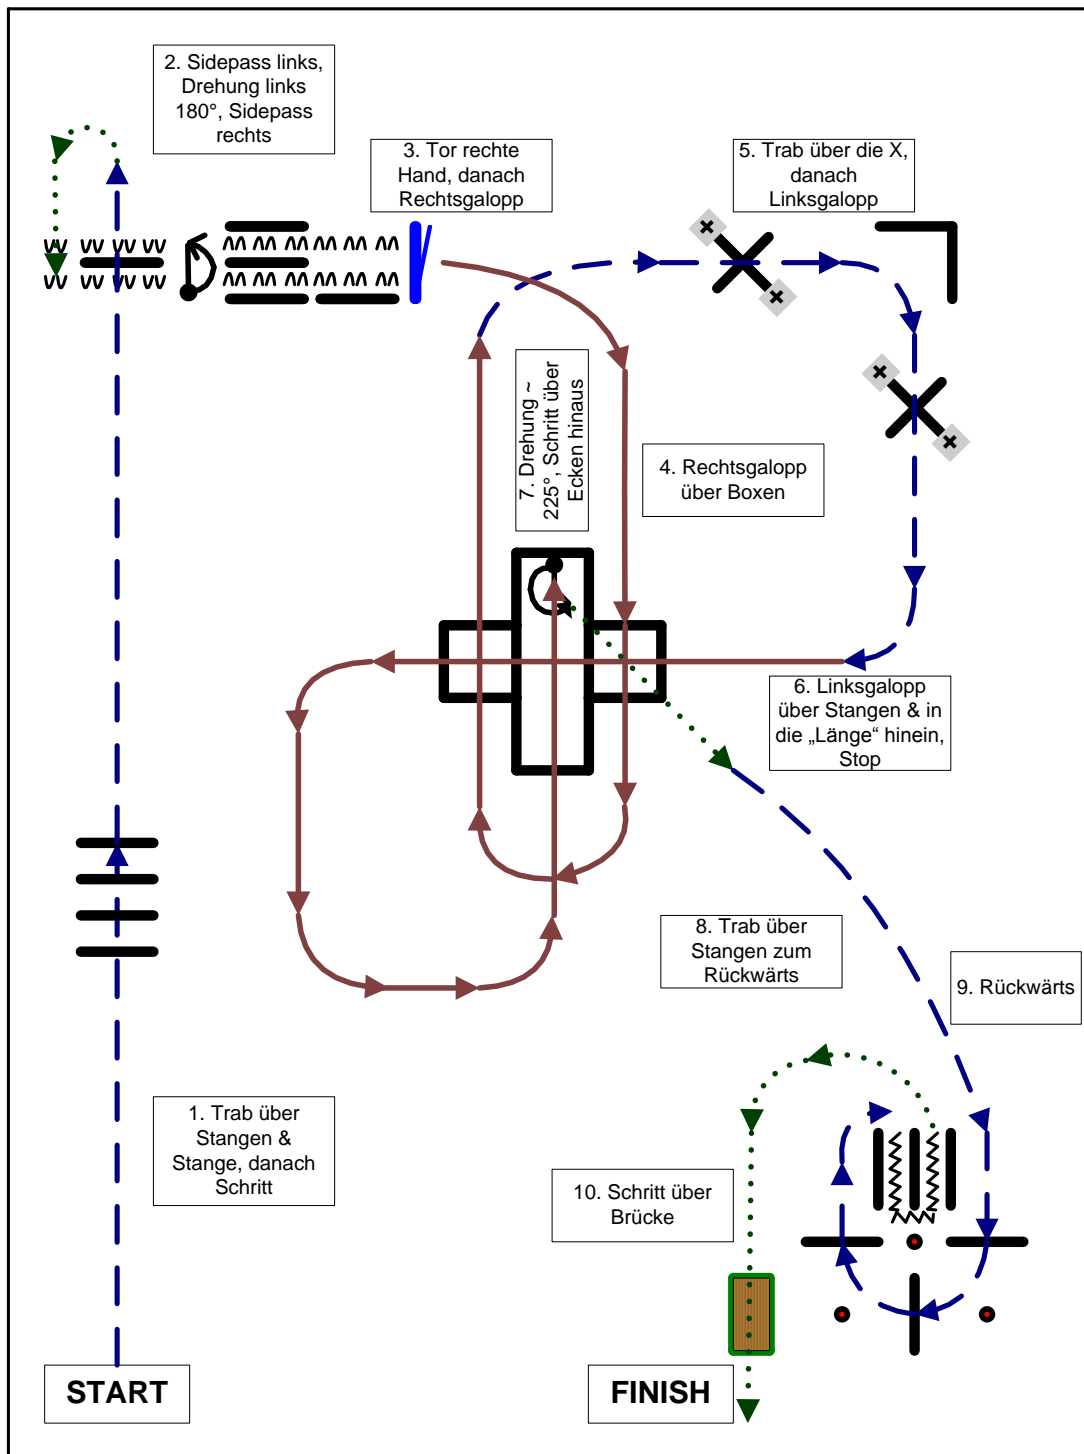 2. Sidepass links,
Drehung links
180°, Sidepass
rechts
3. Tor rechte
Hand, danach
Rechtsgalopp
5. Trab über die X,
danach
Linksgalopp
7. Drehung ~
225°, Schritt über
Ecken hinaus
4. Rechtsgalopp
über Boxen
6. Linksgalopp
über Stangen & in
die „Länge“ hinein,
Stop
8. Trab über
Stangen zum
Rückwärts
9. Rückwärts
1. Trab über
Stangen &
Stange, danach
Schritt
10. Schritt über
Brücke
START
FINISH